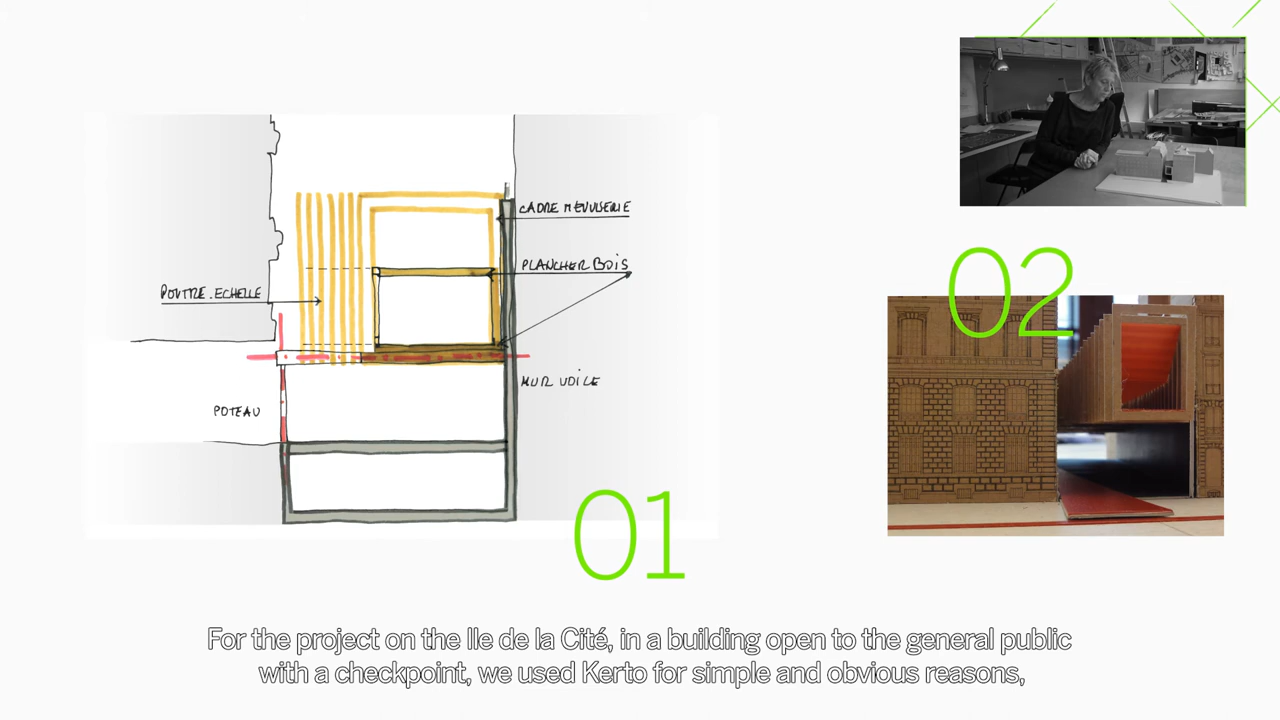 CADRE MENUISERIE
PLANCHER BOIS
POUTRE-ECHELLE
MUR VOILE
POTEAU
01
02
For the project on the Ile de la Cité, in a building open to the general public
with a checkpoint, we used Kerto for simple and obvious reasons,